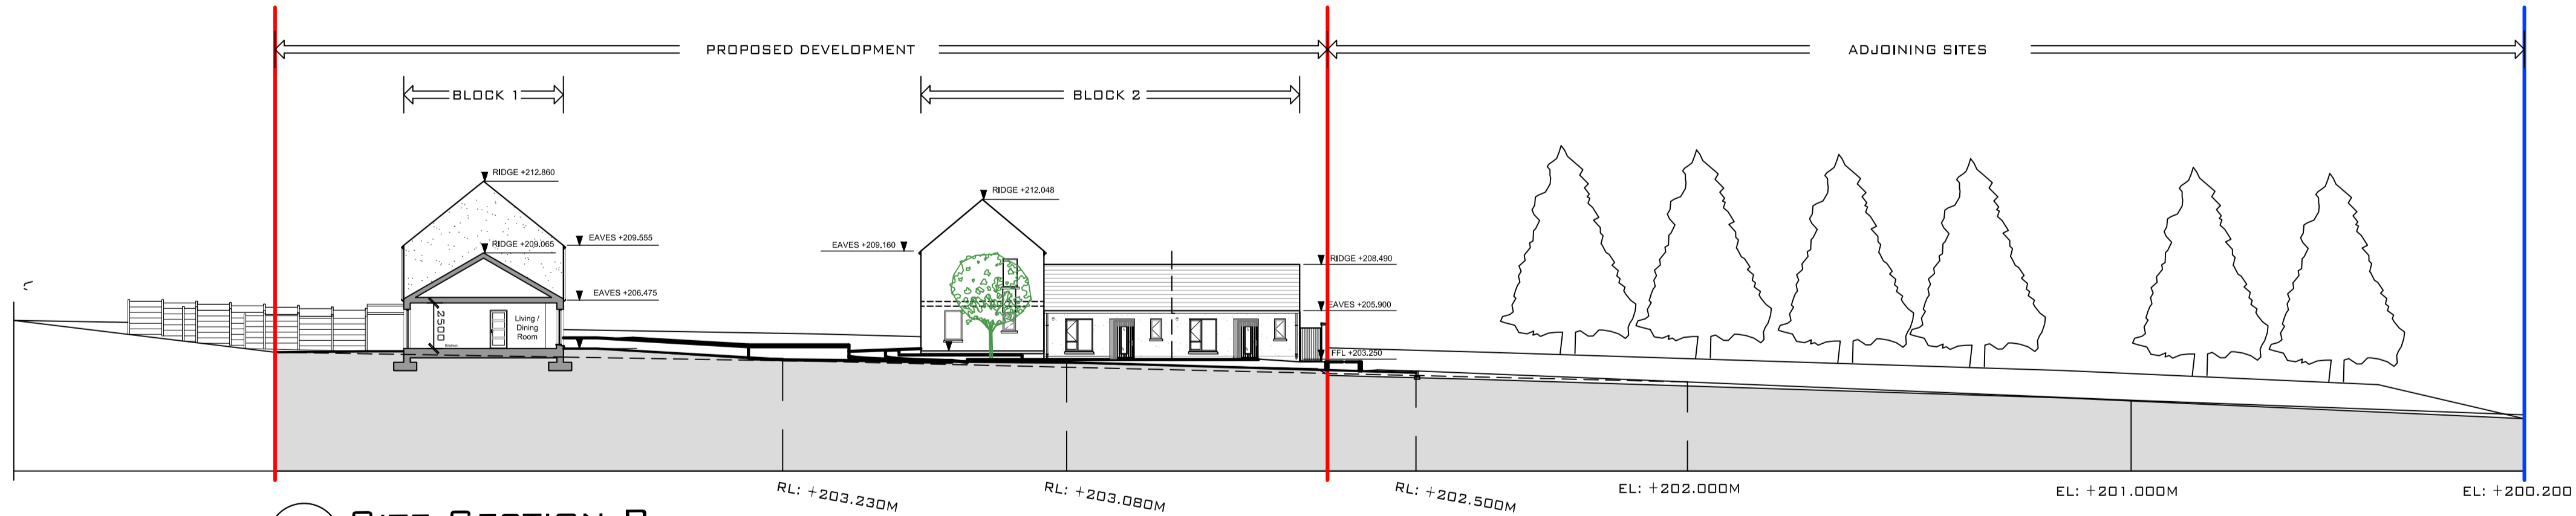 PROPOSED DEVELOPMENT
ADJOINING SITES
BLOCK 1
BLOCK 2
RIDGE +212.860
RIDGE +212.048
EAVES +209.555
EAVES +209.160
RIDGE +209.065
RIDGE +208.490
EAVES +206.475
EAVES +205.900
2500
Living /
Dining
Room
Kitchen
FFL +203.250
RL: +203.230M
RL: +203.080M
RL: +202.500M
EL: +202.000M
EL: +201.000M
EL: +200.200